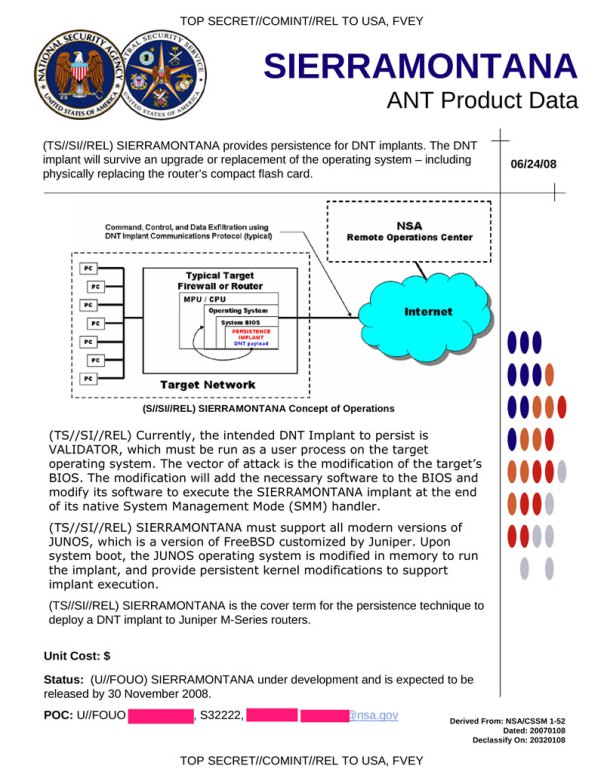 TOP SECRET//COMINT//REL TO USA, FVEY
NATIONAL SECURITY AGENCY
UNITED STATES OF AMERICA
CENTRAL SECURITY SERVICE
SIERRAMONTANA
ANT Product Data
(TS//SI//REL) SIERRAMONTANA provides persistence for DNT implants. The DNT
implant will survive an upgrade or replacement of the operating system – including
physically replacing the router's compact flash card.
06/24/08
Command, Control, and Data Exfiltration using
DNT Implant Communications Protocol (typical)
NSA
Remote Operations Center
PC
PC
PC
PC
PC
PC
PC
Typical Target
Firewall or Router
MPU / CPU
Operating System
System BIOS
PERSISTENCE
IMPLANT
DNT payload
Internet
Target Network
(S//SI//REL) SIERRAMONTANA Concept of Operations
(TS//SI//REL) Currently, the intended DNT Implant to persist is
VALIDATOR, which must be run as a user process on the target
operating system. The vector of attack is the modification of the target's
BIOS. The modification will add the necessary software to the BIOS and
modify its software to execute the SIERRAMONTANA implant at the end
of its native System Management Mode (SMM) handler.
(TS//SI//REL) SIERRAMONTANA must support all modern versions of
JUNOS, which is a version of FreeBSD customized by Juniper. Upon
system boot, the JUNOS operating system is modified in memory to run
the implant, and provide persistent kernel modifications to support
implant execution.
(TS//SI//REL) SIERRAMONTANA is the cover term for the persistence technique to
deploy a DNT implant to Juniper M-Series routers.
Unit Cost: $
Status: (U//FOUO) SIERRAMONTANA under development and is expected to be
released by 30 November 2008.
POC: U//FOUO , S32222, @nsa.gov
Derived From: NSA/CSSM 1-52
Dated: 20070108
Declassify On: 20320108
TOP SECRET//COMINT//REL TO USA, FVEY